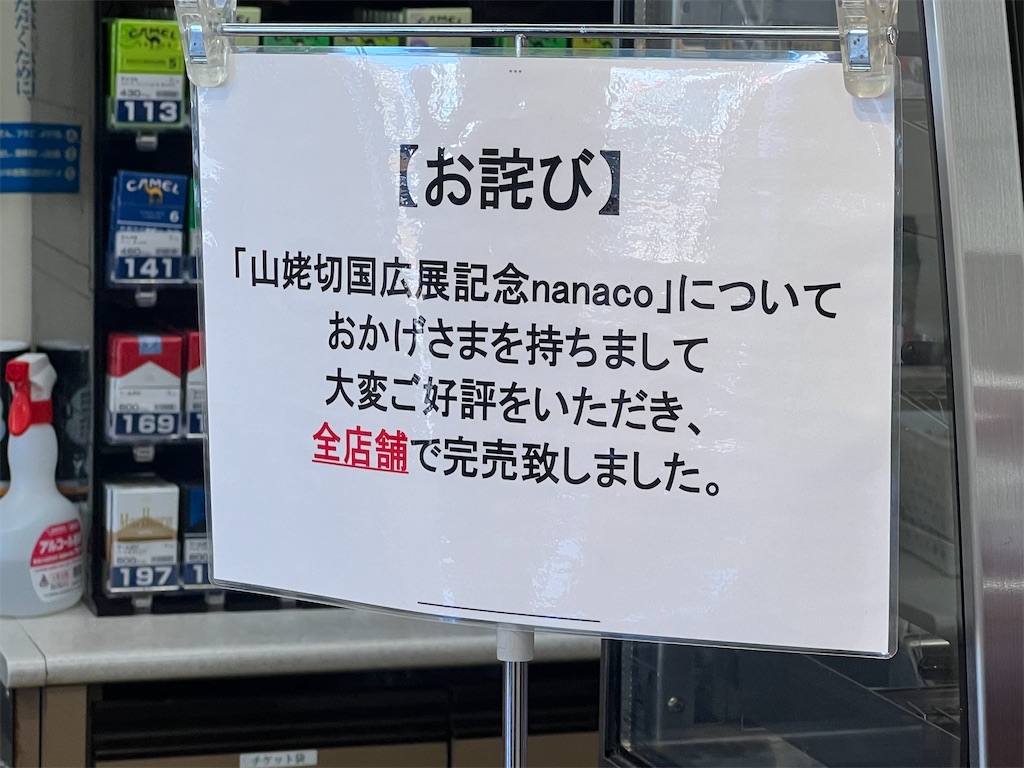 【お詫び】
「山姥切国広展記念nanaco」について
おかげさまを持ちまして
大変ご好評をいただき、
全店舗で完売致しました。
CAMEL
113
CAMEL
6
141
169
197
チケット袋